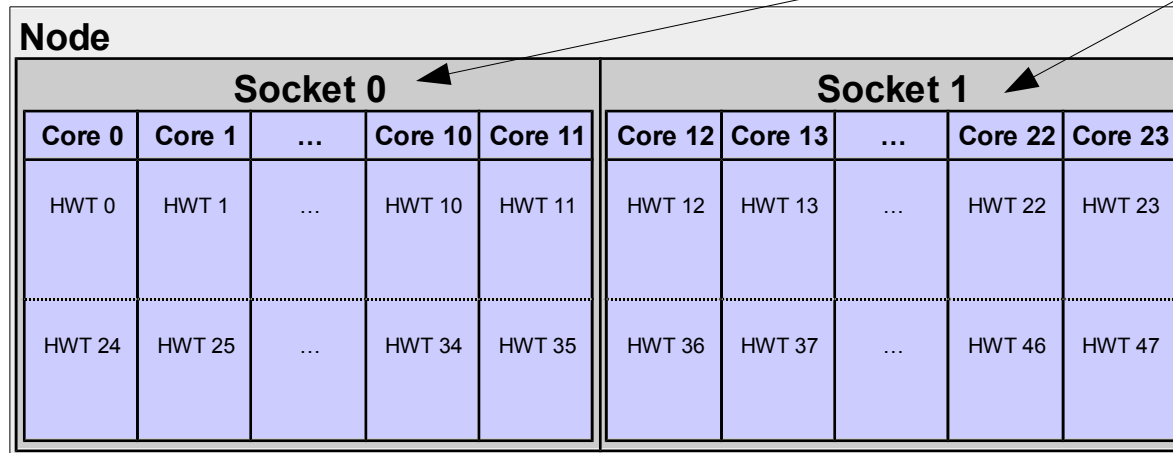 Node
Socket 0 Socket 1
Core 0 Core 1 ... Core 10 Core 11 Core 12 Core 13 ... Core 22 Core 23
HWT 0 HWT 1 ... HWT 10 HWT 11 HWT 12 HWT 13 ... HWT 22 HWT 23
HWT 24 HWT 25 ... HWT 34 HWT 35 HWT 36 HWT 37 ... HWT 46 HWT 47